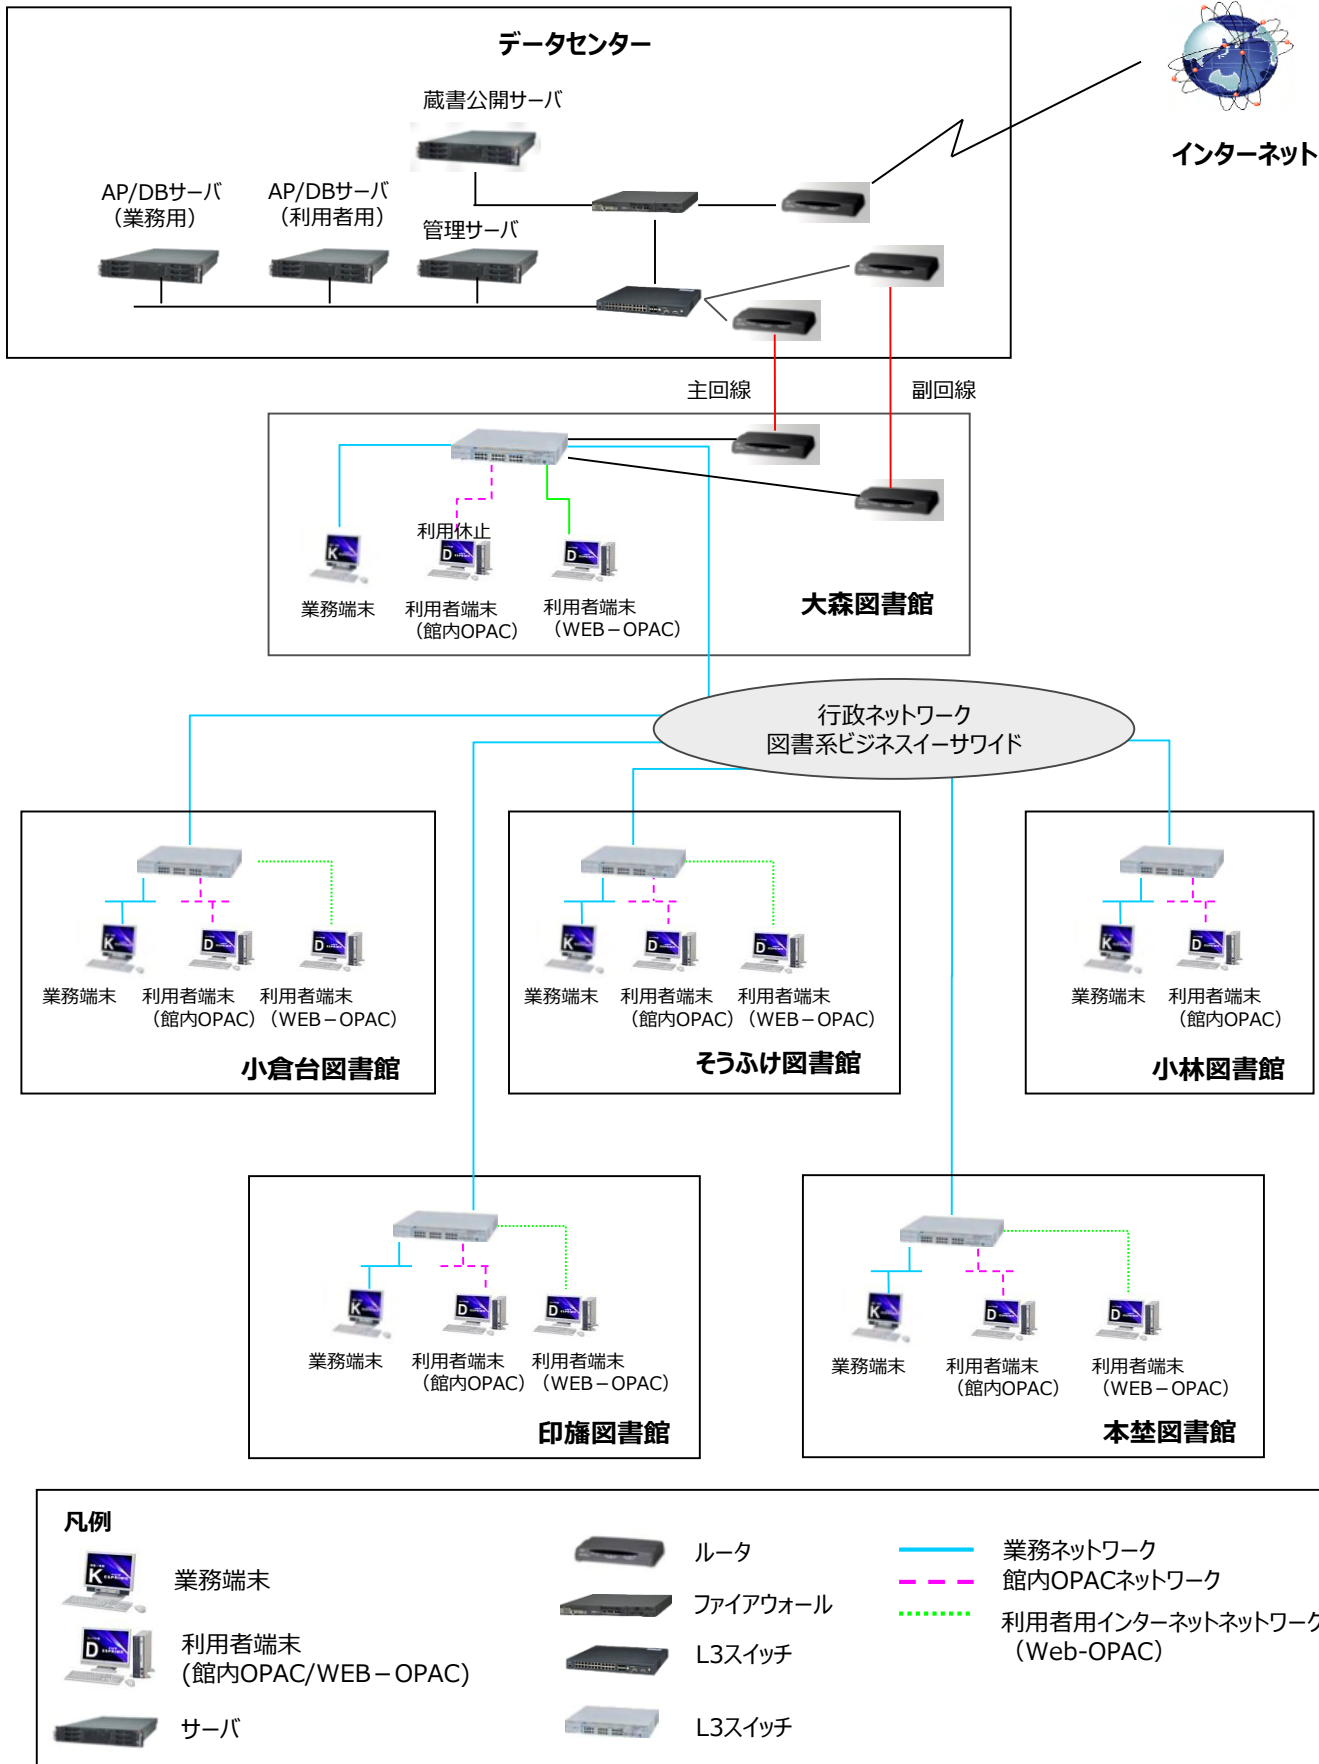 データセンター
蔵書公開サーバ
インターネット
AP/DBサーバ
（業務用）
AP/DBサーバ
（利用者用）
管理サーバ
主回線
副回線
利用休止
業務端末
利用者端末
（館内OPAC）
利用者端末
（WEB－OPAC）
大森図書館
行政ネットワーク
図書系ビジネスイーサワイド
業務端末
利用者端末
（館内OPAC）
利用者端末
（WEB－OPAC）
小倉台図書館
業務端末
利用者端末
（館内OPAC）
利用者端末
（WEB－OPAC）
そうふけ図書館
業務端末
利用者端末
（館内OPAC）
小林図書館
業務端末
利用者端末
（館内OPAC）
利用者端末
（WEB－OPAC）
印旛図書館
業務端末
利用者端末
（館内OPAC）
利用者端末
（WEB－OPAC）
本埜図書館
凡例
業務端末
利用者端末
(館内OPAC/WEB－OPAC)
サーバ
ルータ
ファイアウォール
L3スイッチ
L3スイッチ
業務ネットワーク
館内OPACネットワーク
利用者用インターネットネットワーク
（Web-OPAC）